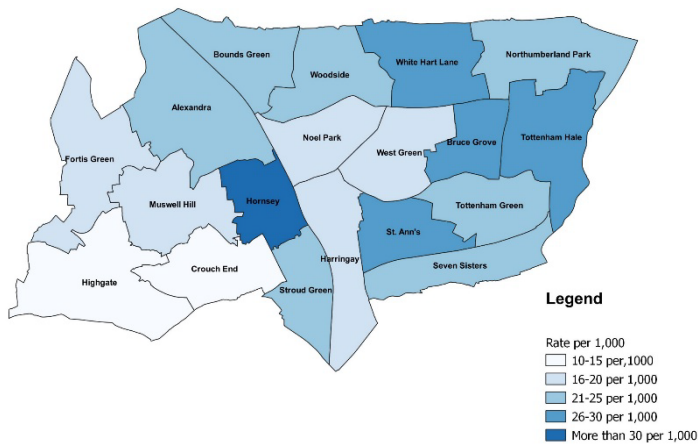 Bounds Green
White Hart Lane
Northumberland Park
Woodside
Alexandra
Noel Park
West Green
Bruce Grove
Tottenham Hale
Fortis Green
Muswell Hill
Hornsey
Tottenham Green
St. Ann's
Harringay
Seven Sisters
Crouch End
Highgate
Stroud Green
Legend
Rate per 1,000
10-15 per,1000
16-20 per 1,000
21-25 per 1,000
26-30 per 1,000
More than 30 per 1,000